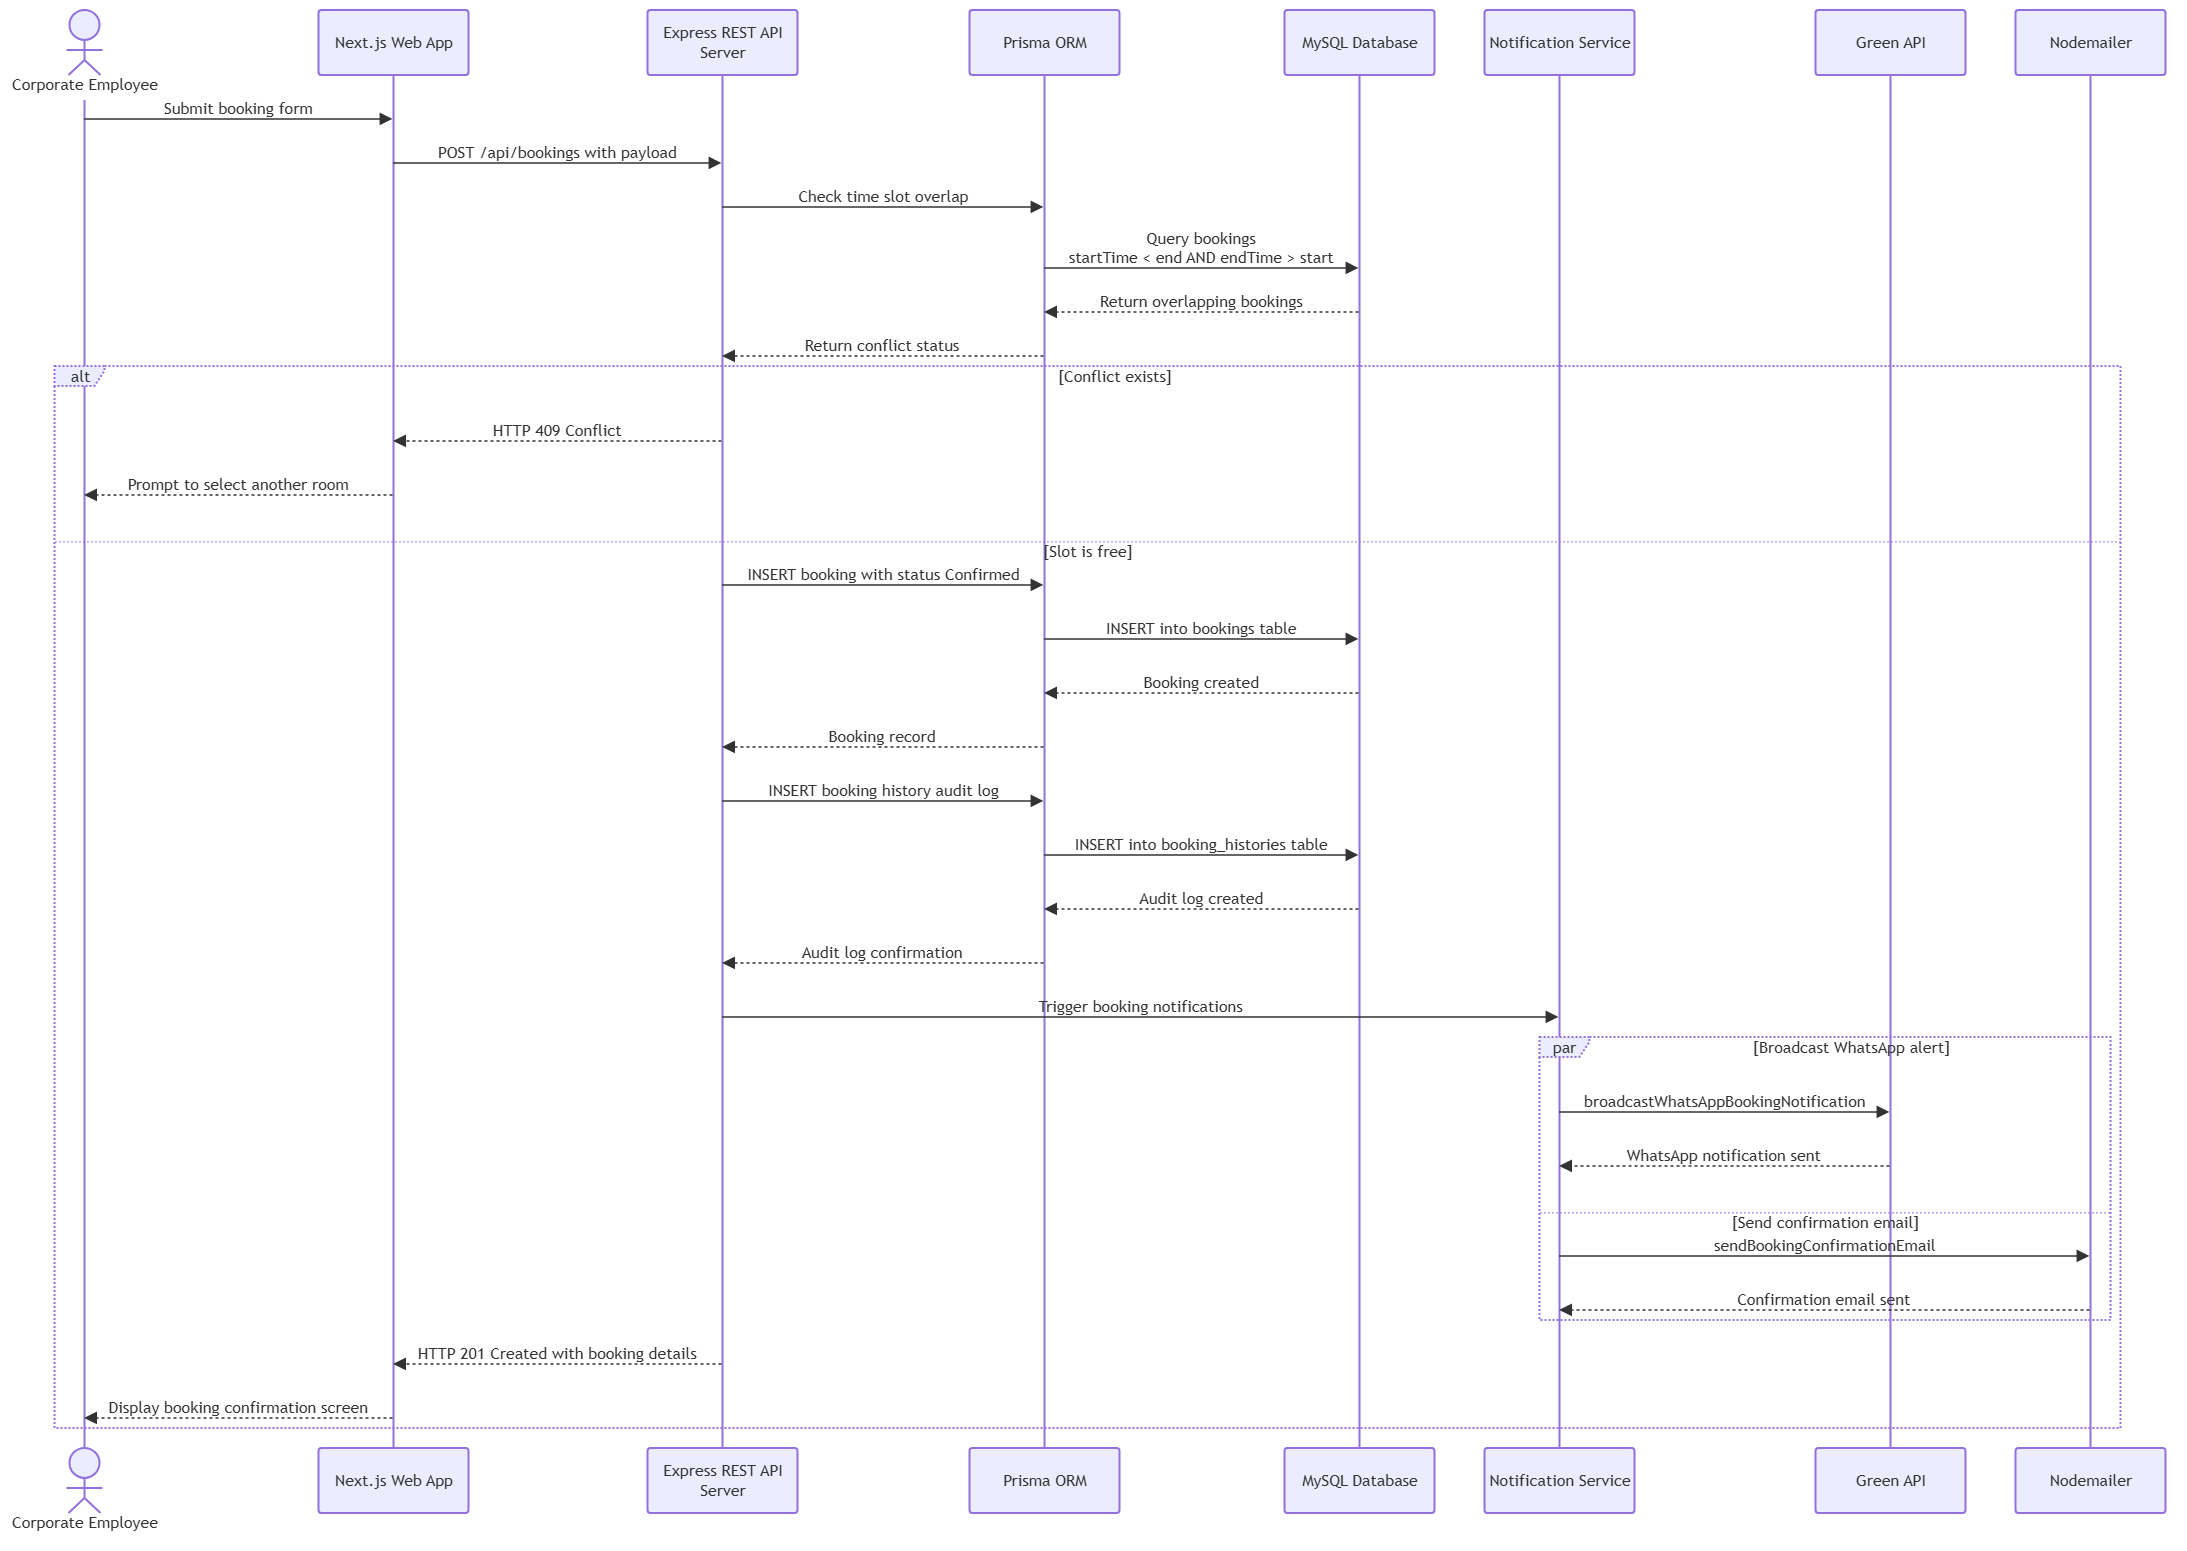 Corporate Employee
Next.js Web App
Express REST API
Server
Prisma ORM
MySQL Database
Notification Service
Green API
Nodemailer
Submit booking form
POST /api/bookings with payload
Check time slot overlap
Query bookings
startTime < end AND endTime > start
Return overlapping bookings
Return conflict status
alt
[Conflict exists]
HTTP 409 Conflict
Prompt to select another room
[Slot is free]
INSERT booking with status Confirmed
INSERT into bookings table
Booking created
Booking record
INSERT booking history audit log
INSERT into booking_histories table
Audit log created
Audit log confirmation
Trigger booking notifications
par
[Broadcast WhatsApp alert]
broadcastWhatsAppBookingNotification
WhatsApp notification sent
[Send confirmation email]
sendBookingConfirmationEmail
Confirmation email sent
HTTP 201 Created with booking details
Display booking confirmation screen
Corporate Employee
Next.js Web App
Express REST API
Server
Prisma ORM
MySQL Database
Notification Service
Green API
Nodemailer